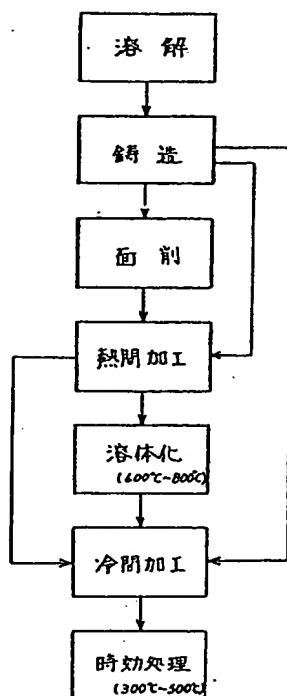 溶解
鋳造
面削
熱間加工
溶体化
(600℃~800℃)
冷間加工
時効処理
(300℃~500℃)